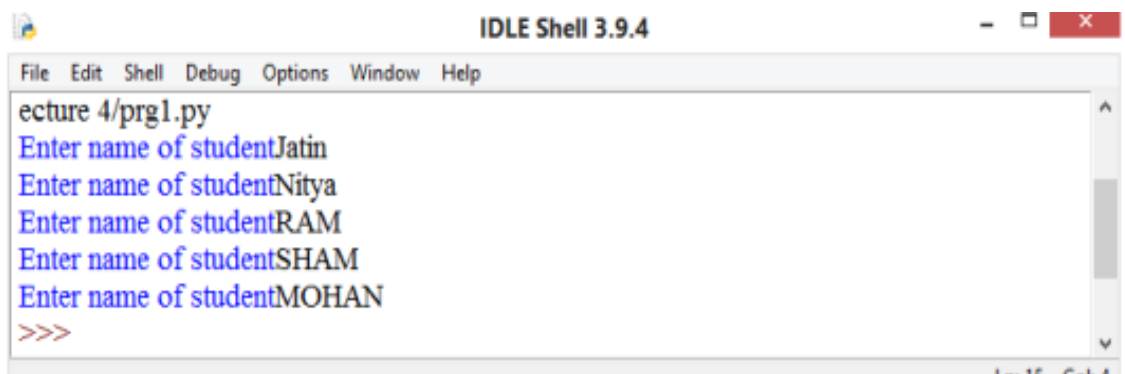 IDLE Shell 3.9.4
File Edit Shell Debug Options Window Help
ecture 4/prg1.py
Enter name of studentJatin
Enter name of studentNitya
Enter name of studentRAM
Enter name of studentSHAM
Enter name of studentMOHAN
>>>